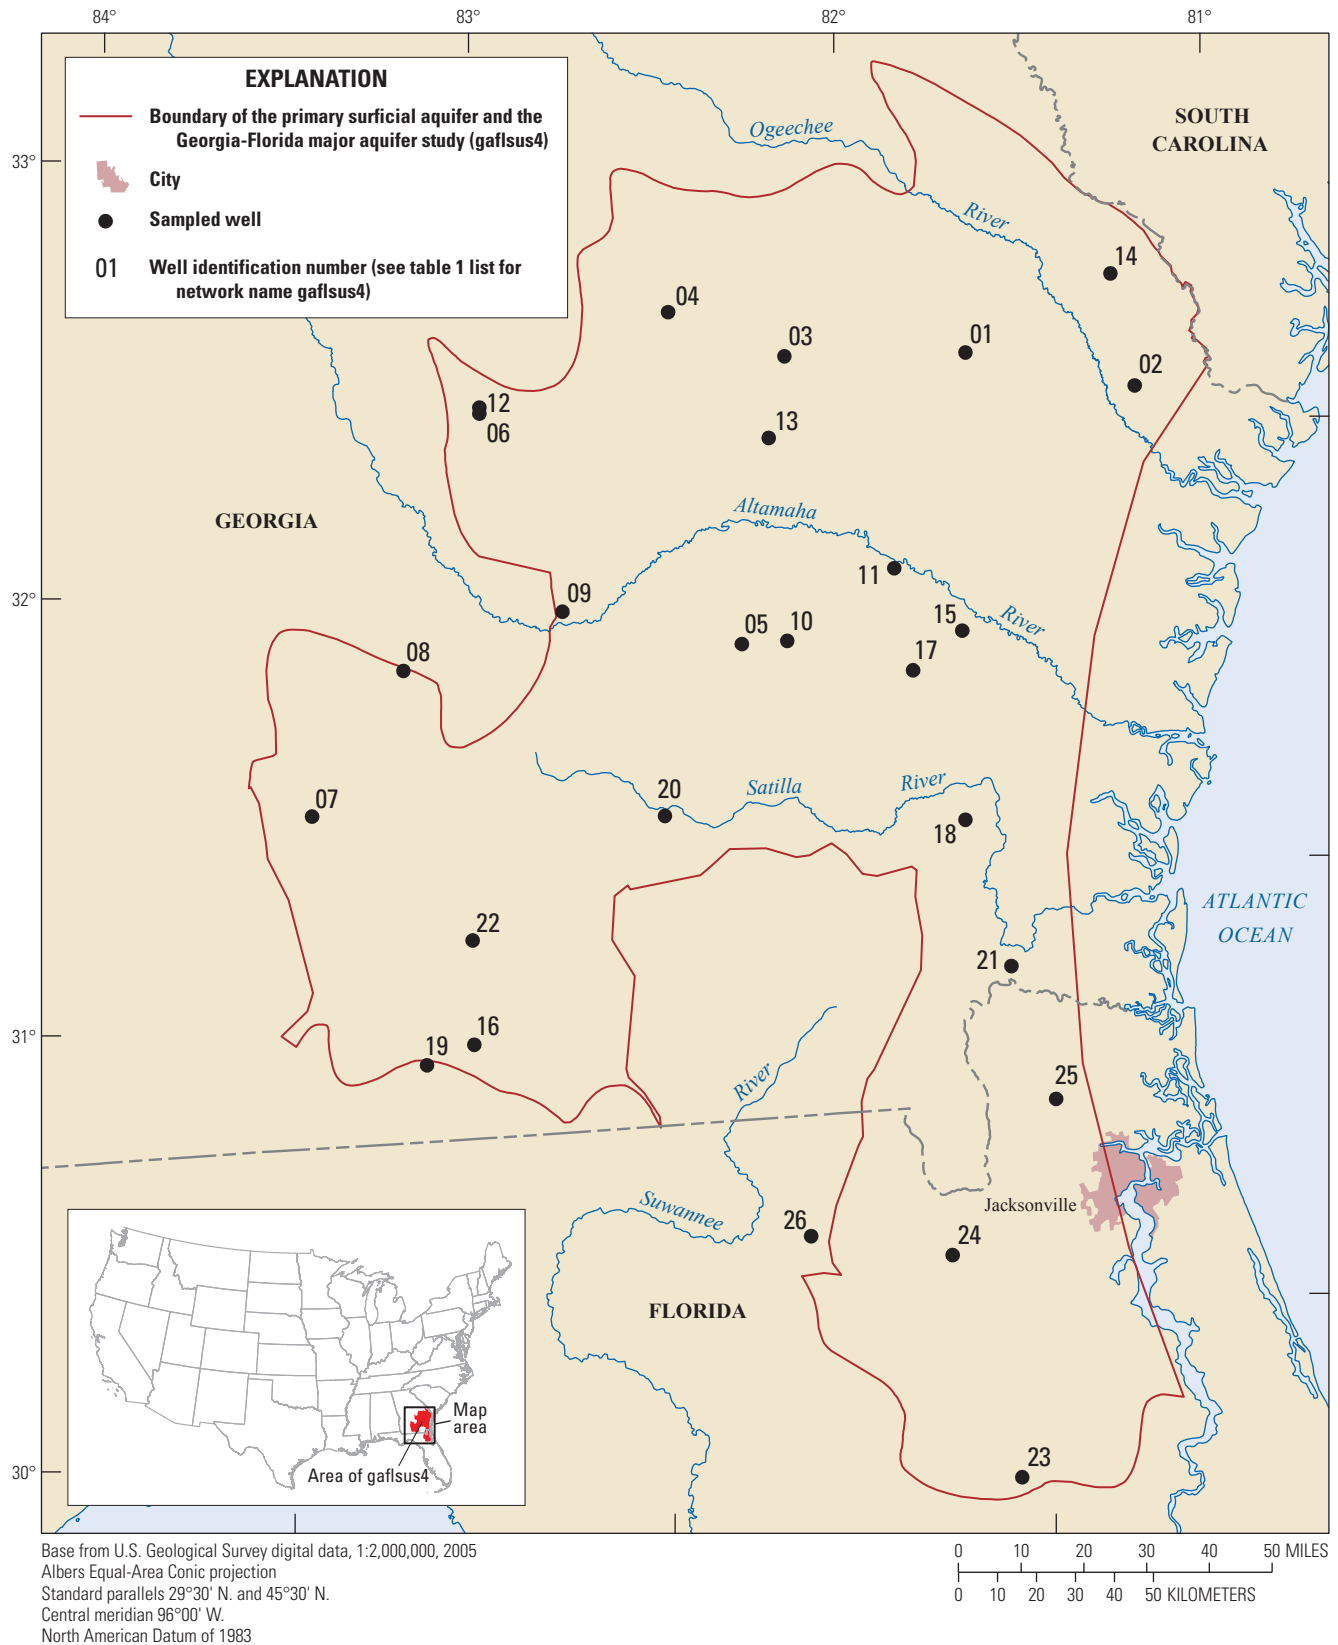 84°
83°
82°
81°
EXPLANATION
Boundary of the primary surficial aquifer and the
Georgia-Florida major aquifer study (gaflsus4)
City
Sampled well
01
Well identification number (see table 1 list for
network name gaflsus4)
SOUTH
CAROLINA
Ogeechee
River
33°
14
04
03
01
02
12
06
13
GEORGIA
Altamaha
River
11
32°
09
05
10
15
17
08
07
20
Satilla
River
18
22
21
ATLANTIC
OCEAN
31°
16
19
River
25
Suwannee
Jacksonville
26
24
FLORIDA
Map
area
Area of gaflsus4
23
30°
Base from U.S. Geological Survey digital data, 1:2,000,000, 2005
Albers Equal-Area Conic projection
Standard parallels 29°30' N. and 45°30' N.
Central meridian 96°00' W.
North American Datum of 1983
0 10 20 30 40 50 MILES
0 10 20 30 40 50 KILOMETERS